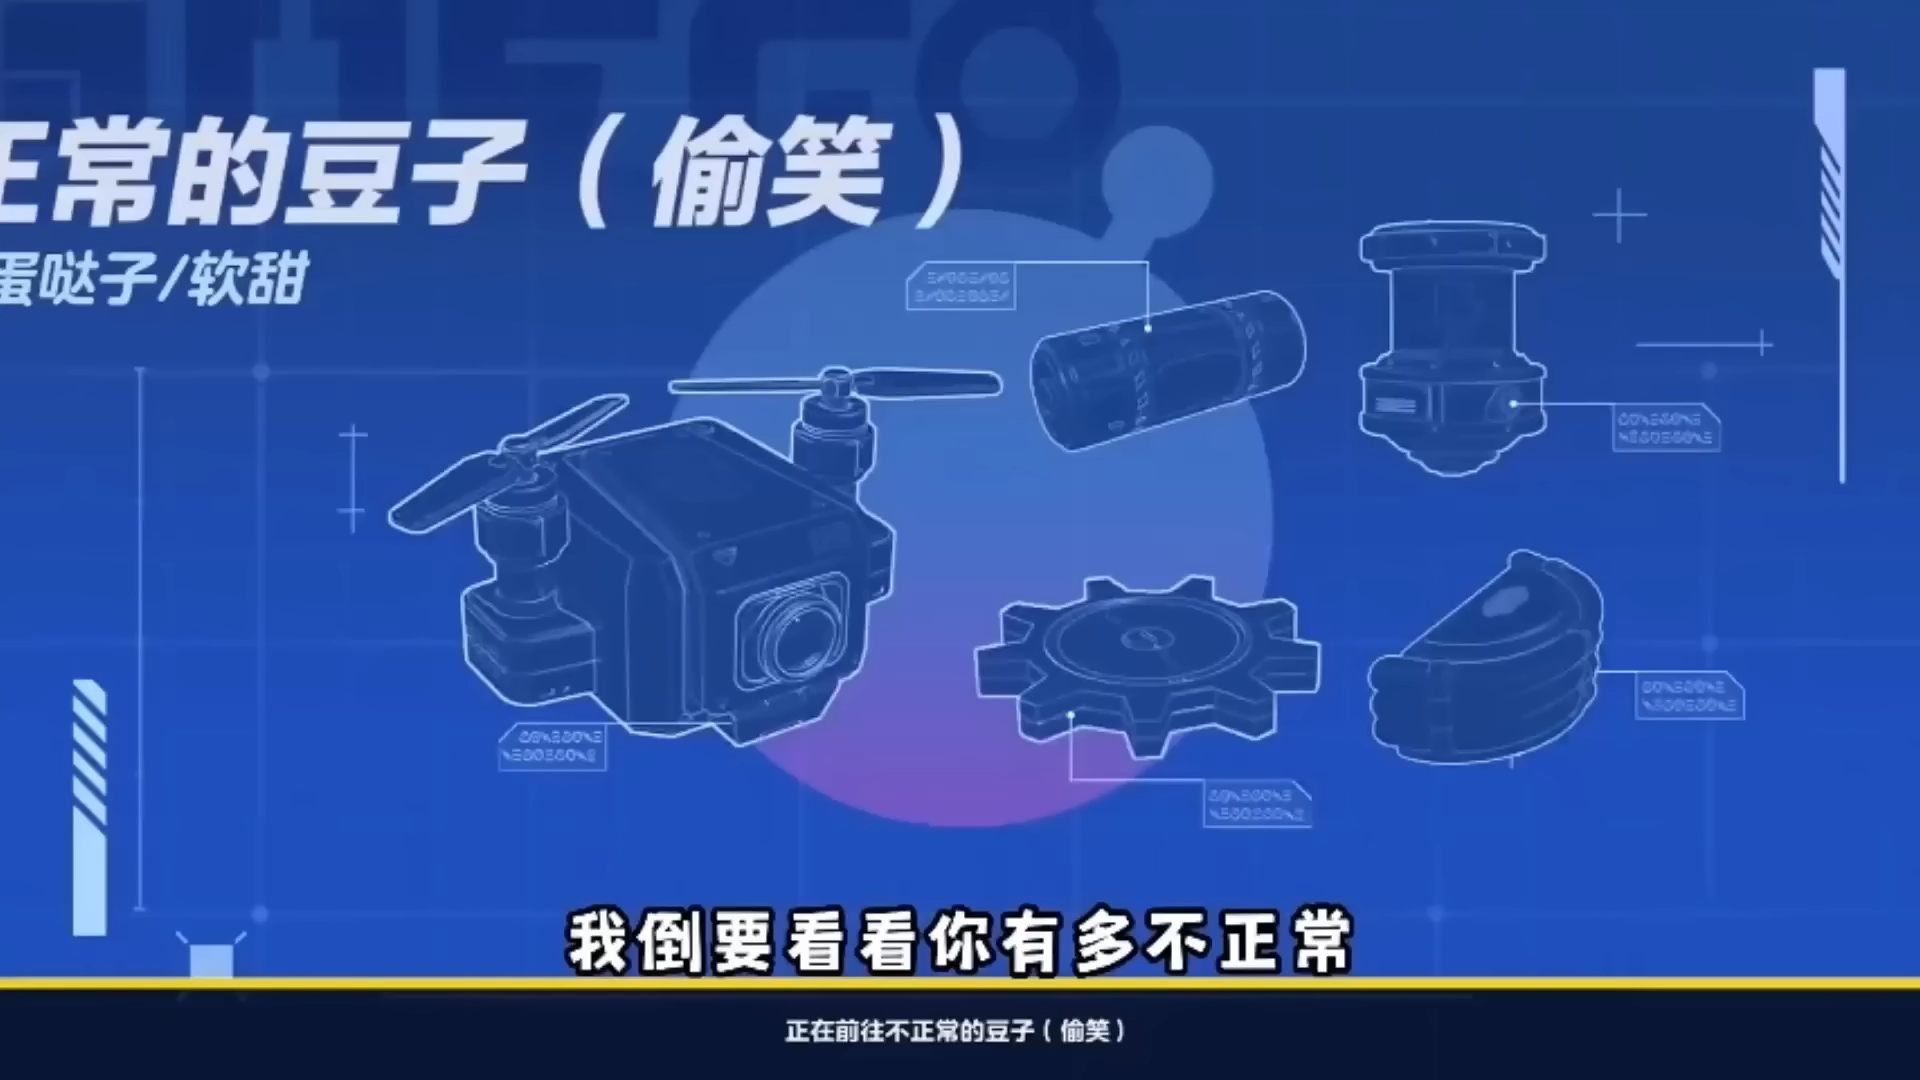 正常的豆子（偷笑）
蛋哒子/软甜
我倒要看看你有多不正常
正在前往不正常的豆子（偷笑）